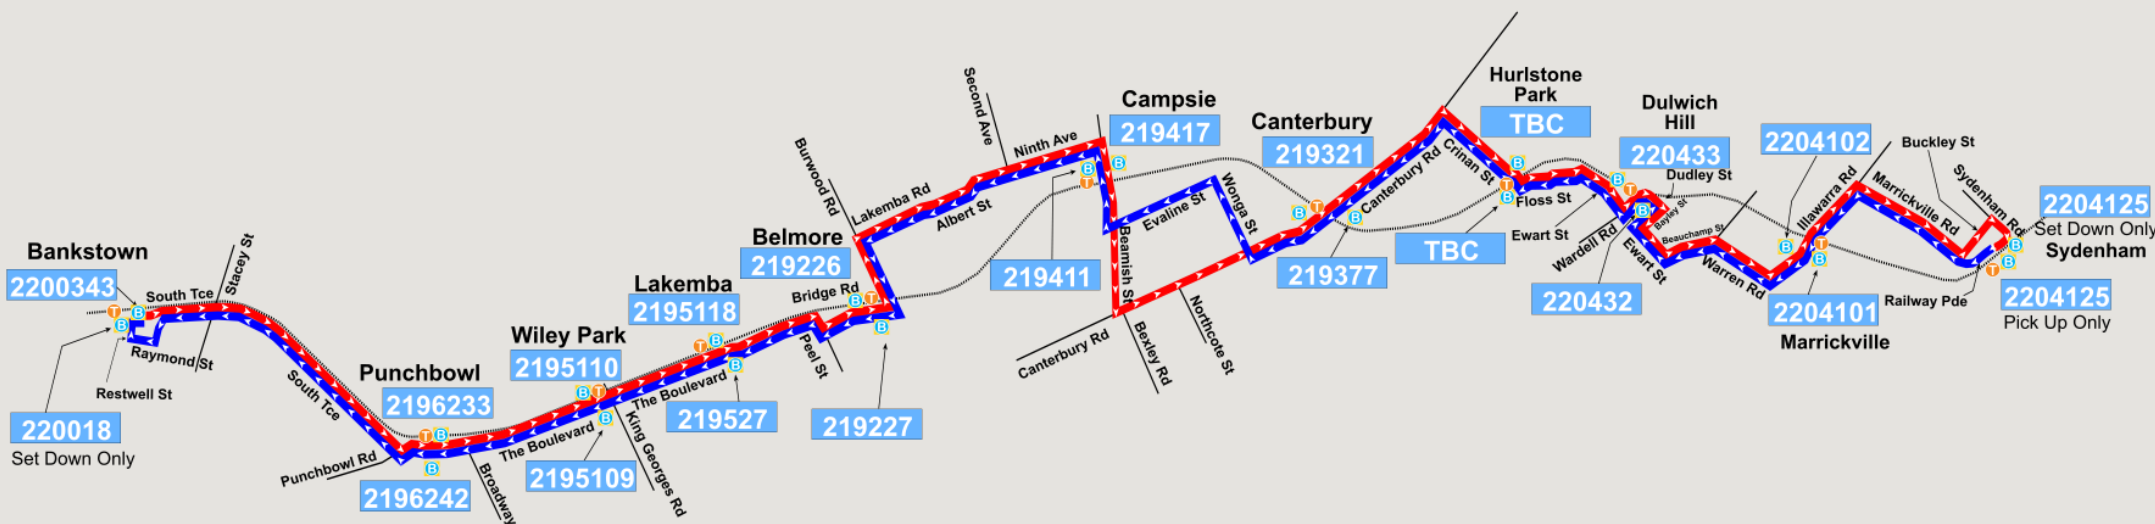 Bankstown
2200343
South Tce
Stacey St
Raymond St
Restwell St
220018
Set Down Only
South Tce
Punchbowl
2196233
Punchbowl Rd
2196242
Broadway
The Boulevard
Wiley Park
2195110
2195109
King Georges Rd
The Boulevard
Lakemba
2195118
219527
Bridge Rd
Peel St
Belmore
219226
219227
Burwood Rd
Lakemba Rd
Albert St
Second Ave
Ninth Ave
Campsie
219417
219411
Beamish St
Evaline St
Wonga St
Canterbury Rd
Bexley Rd
Northcote St
Canterbury
219321
219377
Canterbury Rd
Crinan St
Hurlstone
Park
TBC
TBC
Floss St
Ewart St
Dulwich
Hill
220433
Dudley St
Bayley St
Wardell Rd
220432
Ewart St
Beauchamp St
Warren Rd
2204102
Illawarra Rd
2204101
Marrickville
Marrickville Rd
Buckley St
Sydenham Rd
Railway Pde
2204125
Set Down Only
Sydenham
2204125
Pick Up Only
T
B
B
T
B
B
B
T
B
T
B
B
B
T
B
B
T
B
B
T
B
B
T
B
B
T
B
B
T
B
B
B
T